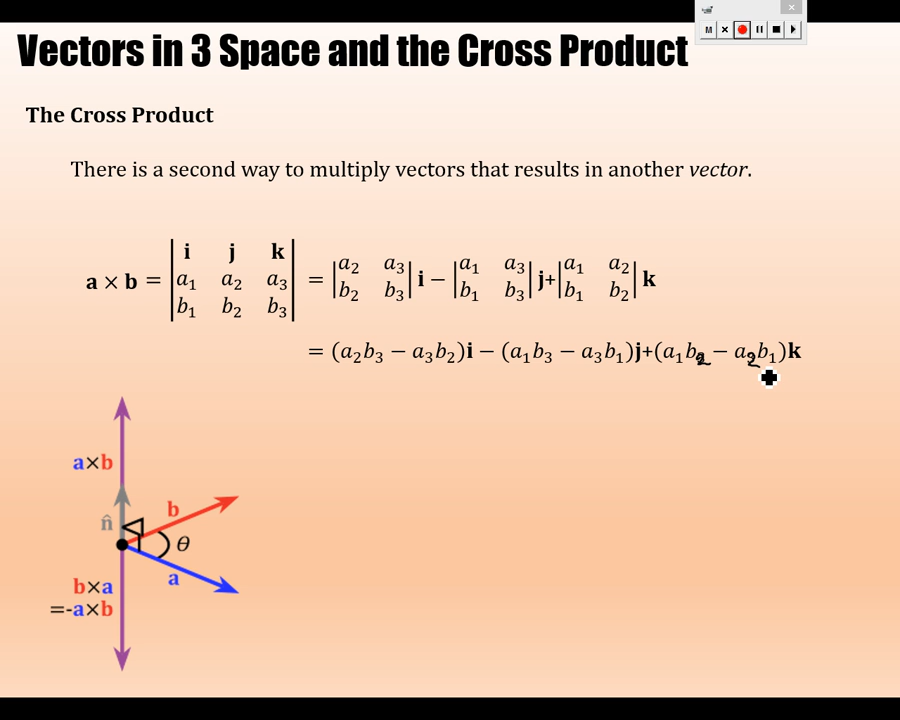 Vectors in 3 Space and the Cross Product
M
The Cross Product
There is a second way to multiply vectors that results in another vector.
a × b = | i j k | = |a₂ a₃| i − |a₁ a₃| j+ |a₁ a₂| k
|a₁ a₂ a₃| |b₂ b₃| |b₁ b₃| |b₁ b₂|
|b₁ b₂ b₃|
= (a₂b₃ − a₃b₂)i − (a₁b₃ − a₃b₁)j+(a₁b₂ − a₂b₁)k
a×b
b
n̂
θ
a
b×a
=-a×b